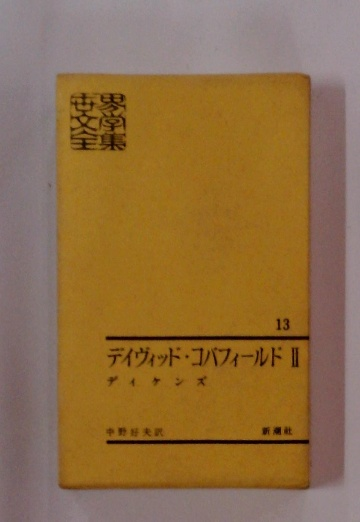 世界
文学
全集
13
デイヴィッド・コパフィールド Ⅱ
ディケンズ
中野好夫訳
新潮社